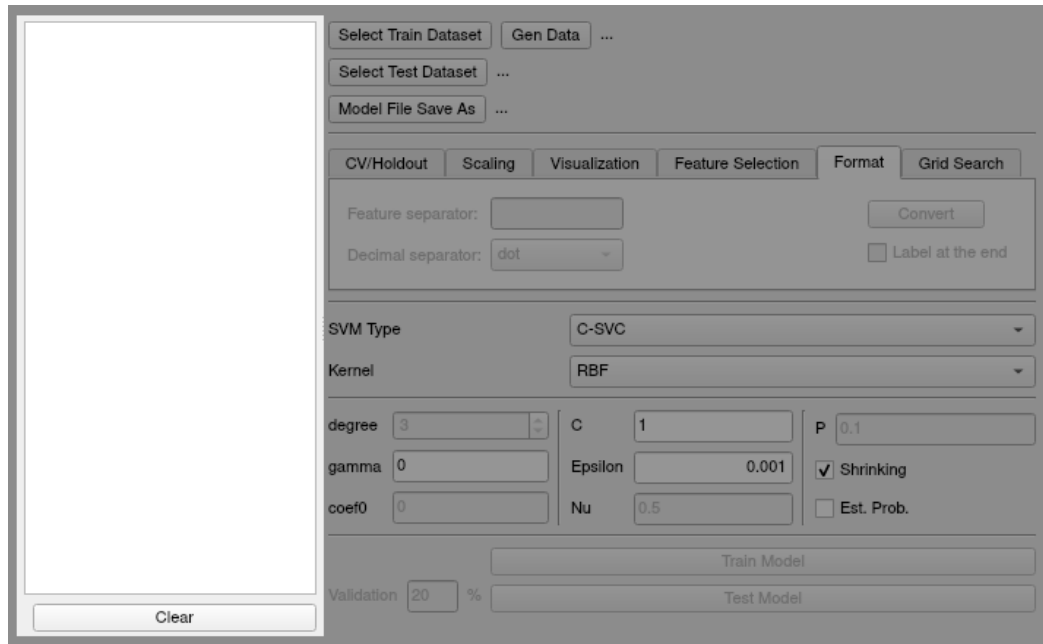 Select Train Dataset Gen Data ...
Select Test Dataset ...
Model File Save As ...
CV/Holdout Scaling Visualization Feature Selection Format Grid Search
Feature separator: Convert
Decimal separator: dot Label at the end
SVM Type C-SVC
Kernel RBF
degree 3 C 1 P 0.1
gamma 0 Epsilon 0.001 Shrinking
coef0 0 Nu 0.5 Est. Prob.
Train Model
Validation 20 % Test Model
Clear